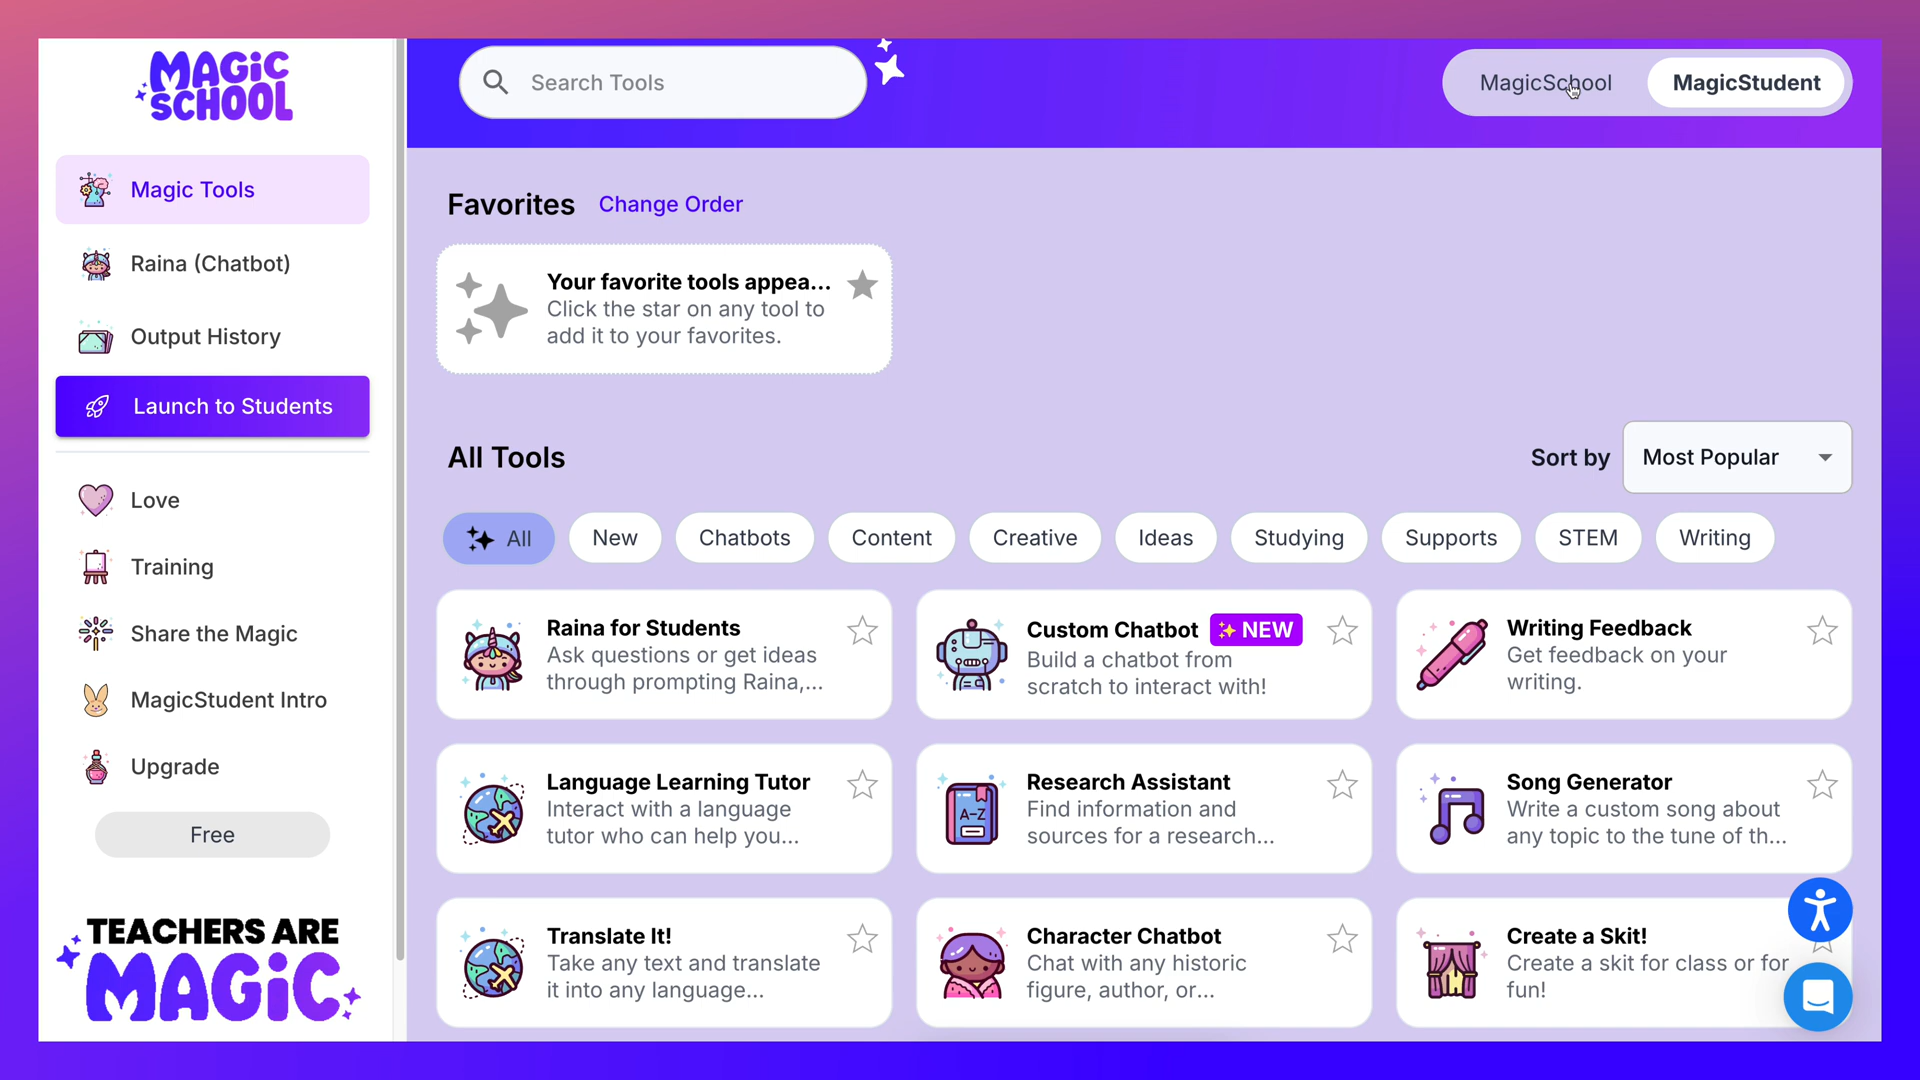 MAGIC
SCHOOL
Magic Tools
Raina (Chatbot)
Output History
Launch to Students
Love
Training
Share the Magic
MagicStudent Intro
Upgrade
Free
TEACHERS ARE
MAGIC
Search Tools
MagicSchool
MagicStudent
Favorites
Change Order
Your favorite tools appea...
Click the star on any tool to
add it to your favorites.
All Tools
Sort by
Most Popular
All
New
Chatbots
Content
Creative
Ideas
Studying
Supports
STEM
Writing
Raina for Students
Ask questions or get ideas
through prompting Raina,...
Custom Chatbot
NEW
Build a chatbot from
scratch to interact with!
Writing Feedback
Get feedback on your
writing.
Language Learning Tutor
Interact with a language
tutor who can help you...
Research Assistant
Find information and
sources for a research...
A-Z
Song Generator
Write a custom song about
any topic to the tune of th...
Translate It!
Take any text and translate
it into any language...
Character Chatbot
Chat with any historic
figure, author, or...
Create a Skit!
Create a skit for class or for
fun!